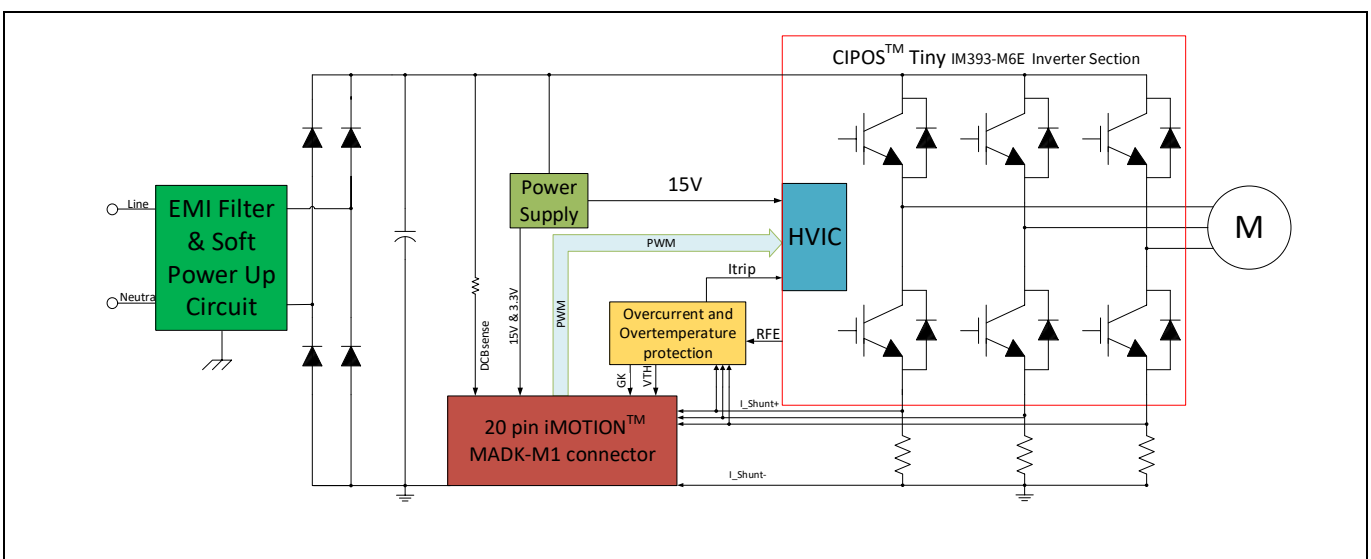 CIPOS™ Tiny IM393-M6E Inverter Section
Line
Neutra
EMI Filter
& Soft
Power Up
Circuit
Power
Supply
15V
HVIC
PWM
Itrip
M
DCBsense
15V & 3.3V
PWM
Overcurrent and
Overtemperature
protection
RFE
GK
VTH
I_Shunt+
20 pin iMOTION™
MADK-M1 connector
I_Shunt-